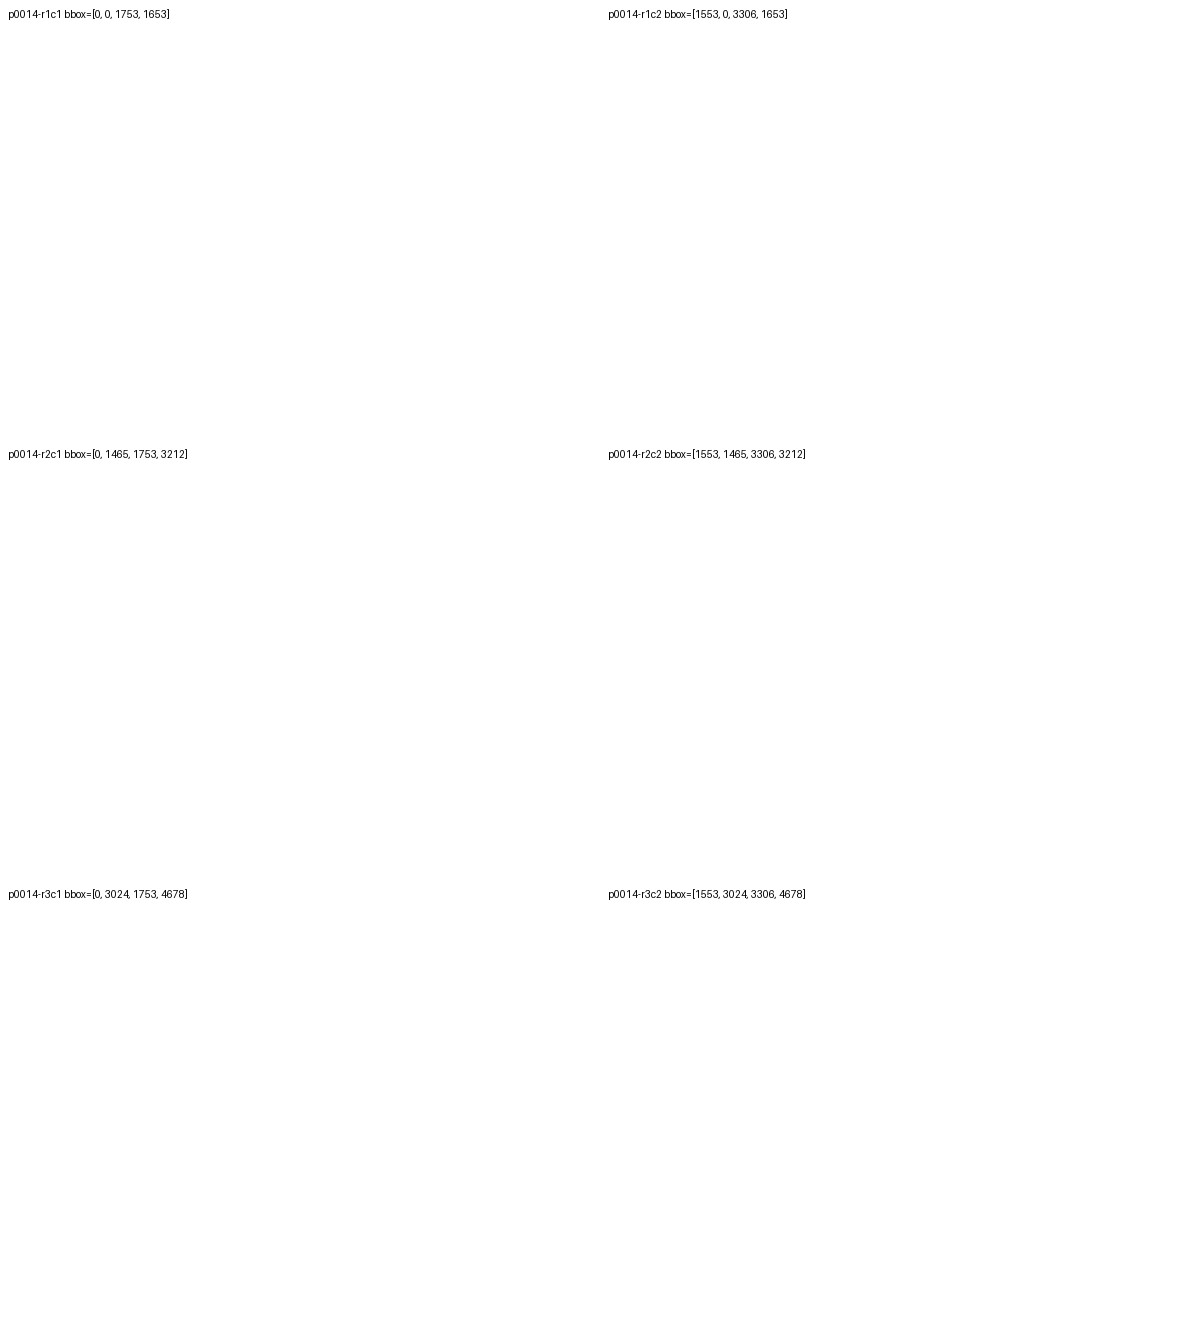 p0014-r1c1 bbox=[0, 0, 1753, 1653]
p0014-r1c2 bbox=[1553, 0, 3306, 1653]
p0014-r2c1 bbox=[0, 1465, 1753, 3212]
p0014-r2c2 bbox=[1553, 1465, 3306, 3212]
p0014-r3c1 bbox=[0, 3024, 1753, 4678]
p0014-r3c2 bbox=[1553, 3024, 3306, 4678]